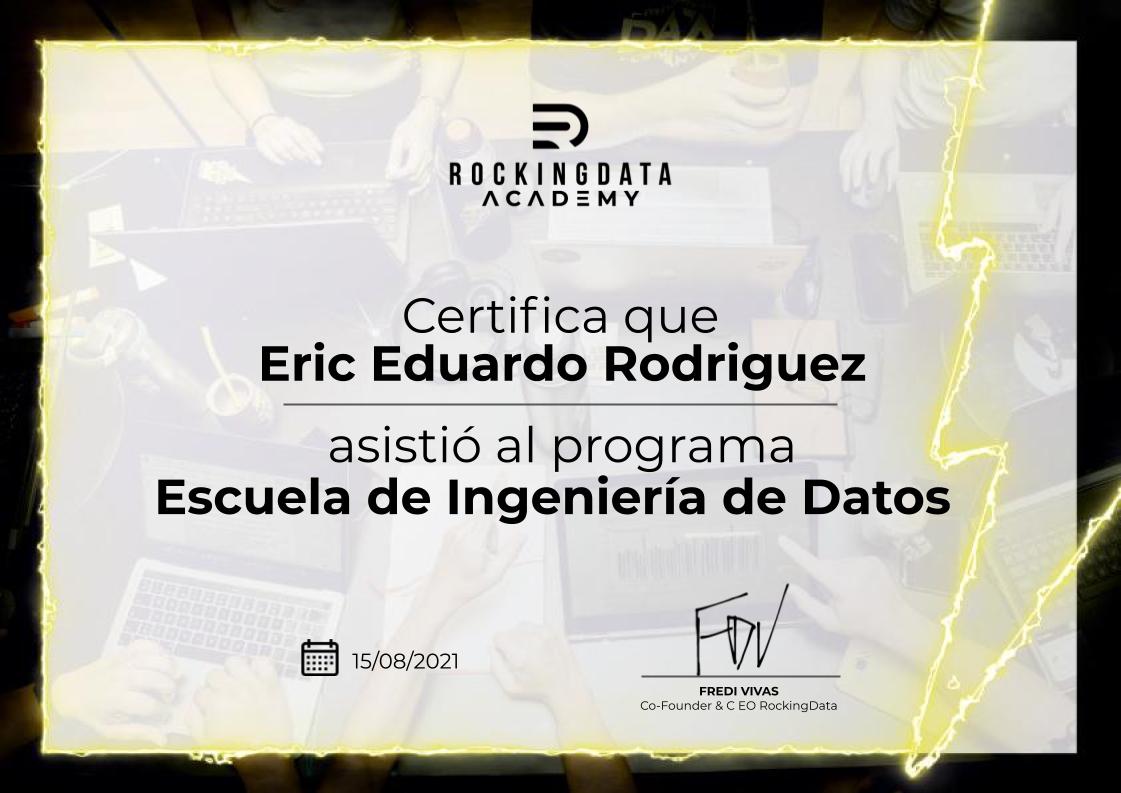 ROCKINGDATA
ACADEMY
Certifica que
Eric Eduardo Rodriguez
asistió al programa
Escuela de Ingeniería de Datos
15/08/2021
FREDI VIVAS
Co-Founder & C EO RockingData